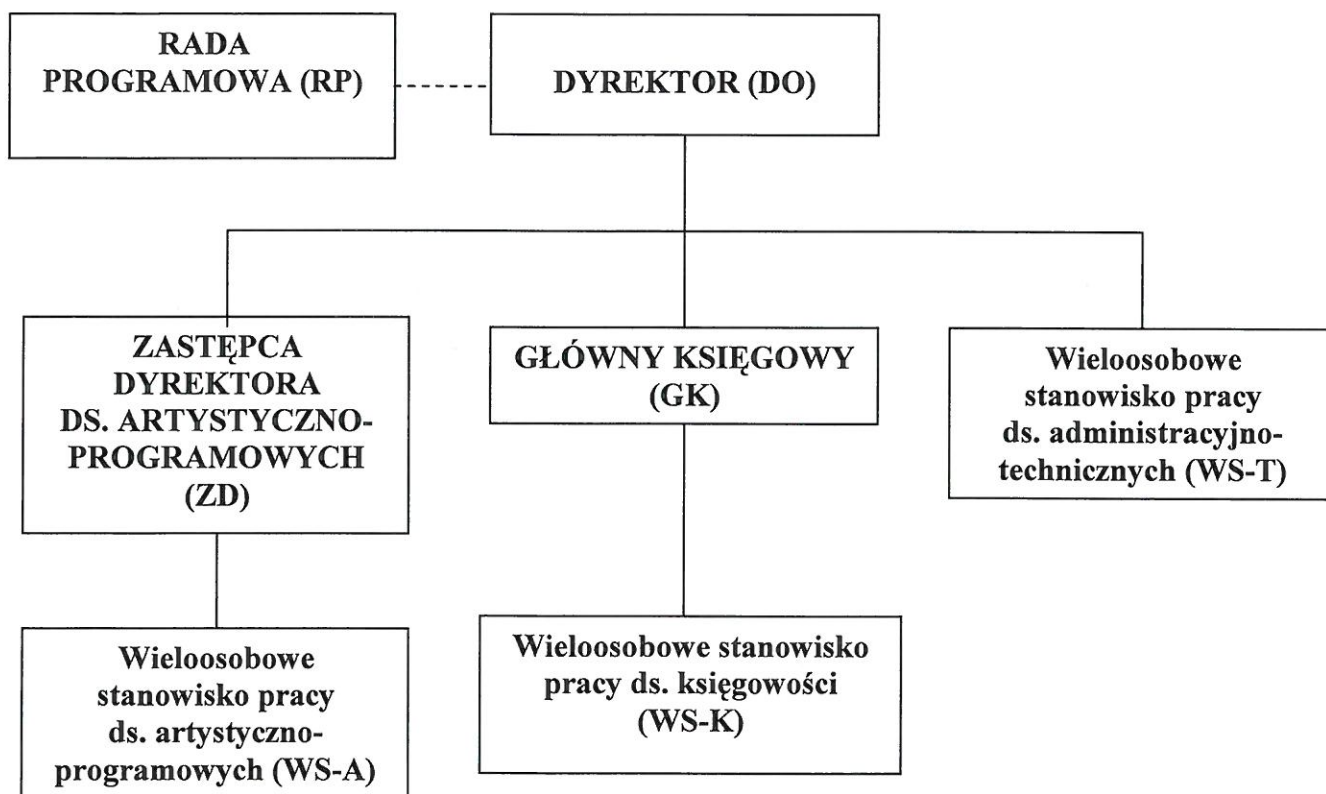 RADA
PROGRAMOWA (RP)
DYREKTOR (DO)
ZASTĘPCA
DYREKTORA
DS. ARTYSTYCZNO-
PROGRAMOWYCH
(ZD)
GŁÓWNY KSIĘGOWY
(GK)
Wieloosobowe
stanowisko pracy
ds. administracyjno-
technicznych (WS-T)
Wieloosobowe
stanowisko pracy
ds. artystyczno-
programowych (WS-A)
Wieloosobowe stanowisko
pracy ds. księgowości
(WS-K)